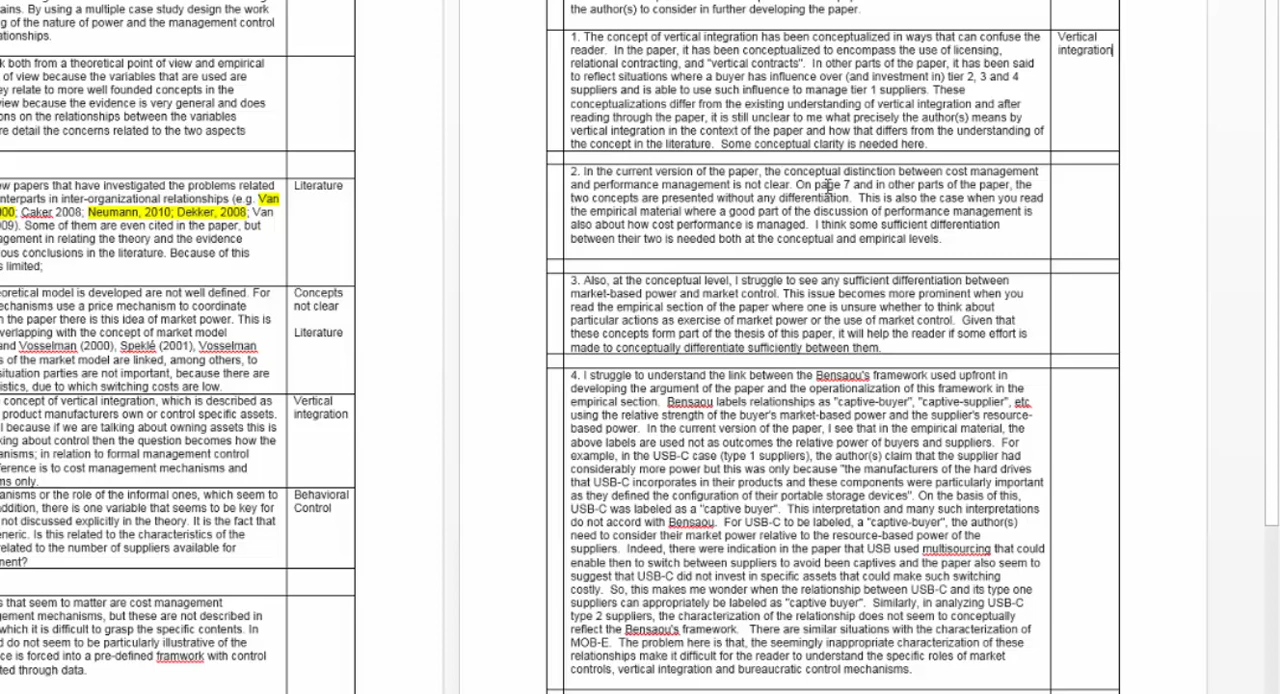 ains. By using a multiple case study design the work
g of the nature of power and the management control
ationships.
k both from a theoretical point of view and empirical
of view because the variables that are used are
ey relate to more well founded concepts in the
view because the evidence is very general and does
ons on the relationships between the variables
re detail the concerns related to the two aspects
ew papers that have investigated the problems related
unterparts in inter-organizational relationships (e.g. Van
00; Caker 2008; Neumann, 2010; Dekker, 2008; Van
09). Some of them are even cited in the paper, but
agement in relating the theory and the evidence
ious conclusions in the literature. Because of this
s limited;
Literature
eoretical model is developed are not well defined. For
echanisms use a price mechanism to coordinate
n the paper there is this idea of market power. This is
overlapping with the concept of market model
and Vosselman (2000), Speklé (2001), Vosselman
s of the market model are linked, among others, to
situation parties are not important, because there are
istics, due to which switching costs are low.
Concepts
not clear
Literature
concept of vertical integration, which is described as
product manufacturers own or control specific assets.
l because if we are talking about owning assets this is
king about control then the question becomes how the
anisms; in relation to formal management control
ference is to cost management mechanisms and
ms only.
Vertical
integration
anisms or the role of the informal ones, which seem to
addition, there is one variable that seems to be key for
not discussed explicitly in the theory. It is the fact that
eneric. Is this related to the characteristics of the
related to the number of suppliers available for
nent?
Behavioral
Control
s that seem to matter are cost management
gement mechanisms, but these are not described in
which it is difficult to grasp the specific contents. In
d do not seem to be particularly illustrative of the
ce is forced into a pre-defined framwork with control
ted through data.
the author(s) to consider in further developing the paper.
1. The concept of vertical integration has been conceptualized in ways that can confuse the
reader. In the paper, it has been conceptualized to encompass the use of licensing,
relational contracting, and "vertical contracts". In other parts of the paper, it has been said
to reflect situations where a buyer has influence over (and investment in) tier 2, 3 and 4
suppliers and is able to use such influence to manage tier 1 suppliers. These
conceptualizations differ from the existing understanding of vertical integration and after
reading through the paper, it is still unclear to me what precisely the author(s) means by
vertical integration in the context of the paper and how that differs from the understanding of
the concept in the literature. Some conceptual clarity is needed here.
Vertical
integration
2. In the current version of the paper, the conceptual distinction between cost management
and performance management is not clear. On page 7 and in other parts of the paper, the
two concepts are presented without any differentiation. This is also the case when you read
the empirical material where a good part of the discussion of performance management is
also about how cost performance is managed. I think some sufficient differentiation
between their two is needed both at the conceptual and empirical levels.
3. Also, at the conceptual level, I struggle to see any sufficient differentiation between
market-based power and market control. This issue becomes more prominent when you
read the empirical section of the paper where one is unsure whether to think about
particular actions as exercise of market power or the use of market control. Given that
these concepts form part of the thesis of this paper, it will help the reader if some effort is
made to conceptually differentiate sufficiently between them.
4. I struggle to understand the link between the Bensaou's framework used upfront in
developing the argument of the paper and the operationalization of this framework in the
empirical section. Bensaou labels relationships as "captive-buyer", "captive-supplier", etc
using the relative strength of the buyer's market-based power and the supplier's resource-
based power. In the current version of the paper, I see that in the empirical material, the
above labels are used not as outcomes the relative power of buyers and suppliers. For
example, in the USB-C case (type 1 suppliers), the author(s) claim that the supplier had
considerably more power but this was only because "the manufacturers of the hard drives
that USB-C incorporates in their products and these components were particularly important
as they defined the configuration of their portable storage devices". On the basis of this,
USB-C was labeled as a "captive buyer". This interpretation and many such interpretations
do not accord with Bensaou. For USB-C to be labeled, a "captive-buyer", the author(s)
need to consider their market power relative to the resource-based power of the
suppliers. Indeed, there were indication in the paper that USB used multisourcing that could
enable then to switch between suppliers to avoid been captives and the paper also seem to
suggest that USB-C did not invest in specific assets that could make such switching
costly. So, this makes me wonder when the relationship between USB-C and its type one
suppliers can appropriately be labeled as "captive buyer". Similarly, in analyzing USB-C
type 2 suppliers, the characterization of the relationship does not seem to conceptually
reflect the Bensaou's framework. There are similar situations with the characterization of
MOB-E. The problem here is that, the seemingly inappropriate characterization of these
relationships make it difficult for the reader to understand the specific roles of market
controls, vertical integration and bureaucratic control mechanisms.